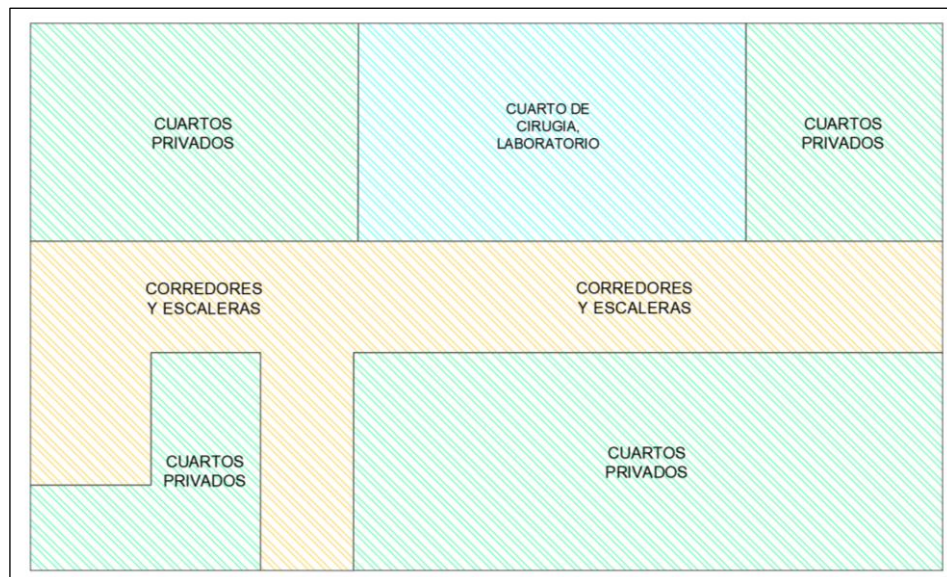 CUARTOS
PRIVADOS
CUARTO DE
CIRUGIA,
LABORATORIO
CUARTOS
PRIVADOS
CORREDORES
Y ESCALERAS
CORREDORES
Y ESCALERAS
CUARTOS
PRIVADOS
CUARTOS
PRIVADOS